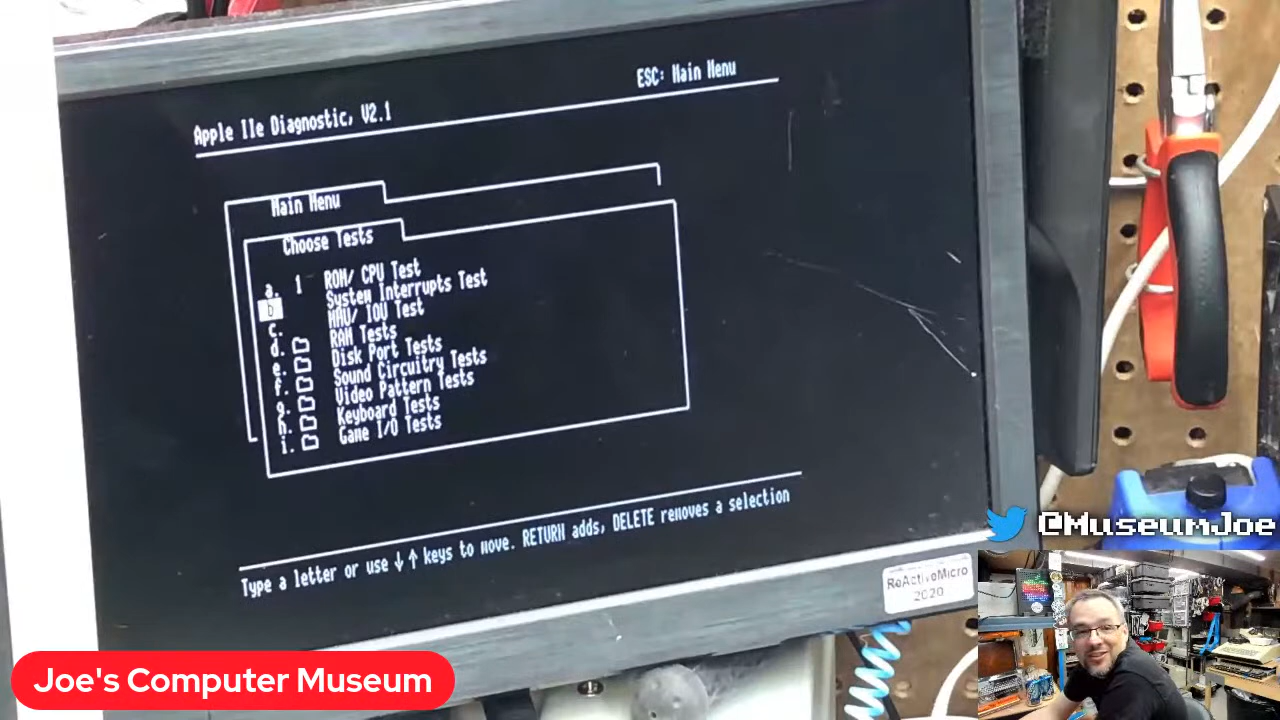 ESC: Main Menu
Apple IIe Diagnostic, V2.1
Main Menu
Choose Tests
a. 1 ROM/ CPU Test
b System Interrupts Test
c. MMU/ IOU Test
d. RAM Tests
e. Disk Port Tests
f. Sound Circuitry Tests
g. Video Pattern Tests
h. Keyboard Tests
i. Game I/O Tests
Type a letter or use ↓ ↑ keys to move. RETURN adds, DELETE removes a selection
ReActiveMicro
2020
@MuseumJoe
Joe's Computer Museum